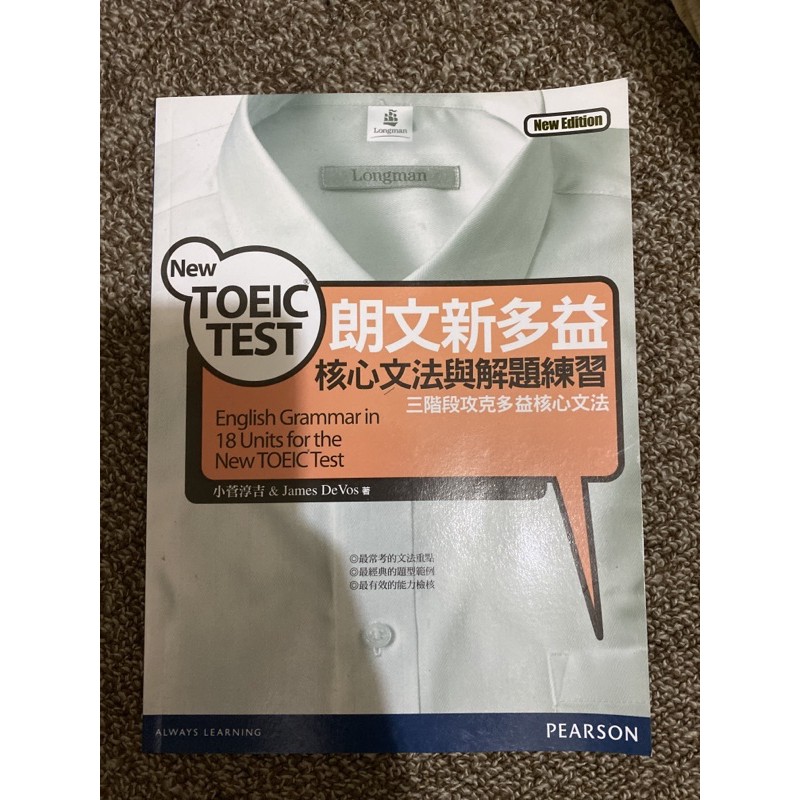 Longman
New Edition
Longman
New
TOEIC®
TEST
朗文新多益
核心文法與解題練習
三階段攻克多益核心文法
English Grammar in
18 Units for the
New TOEIC Test
小菅淳吉 & James DeVos 著
◎最常考的文法重點
◎最經典的題型範例
◎最有效的能力檢核
ALWAYS LEARNING
PEARSON